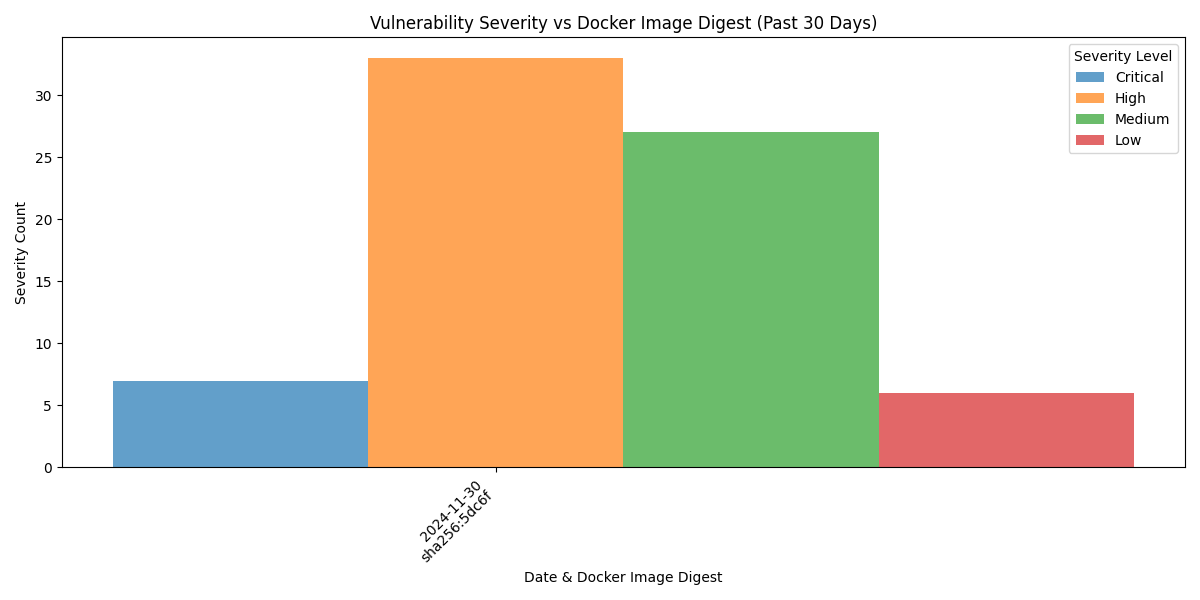 Vulnerability Severity vs Docker Image Digest (Past 30 Days)
Severity Level
Critical
High
Medium
Low
Severity Count
30
25
20
15
10
5
0
2024-11-30
sha256:5dc6f
Date & Docker Image Digest